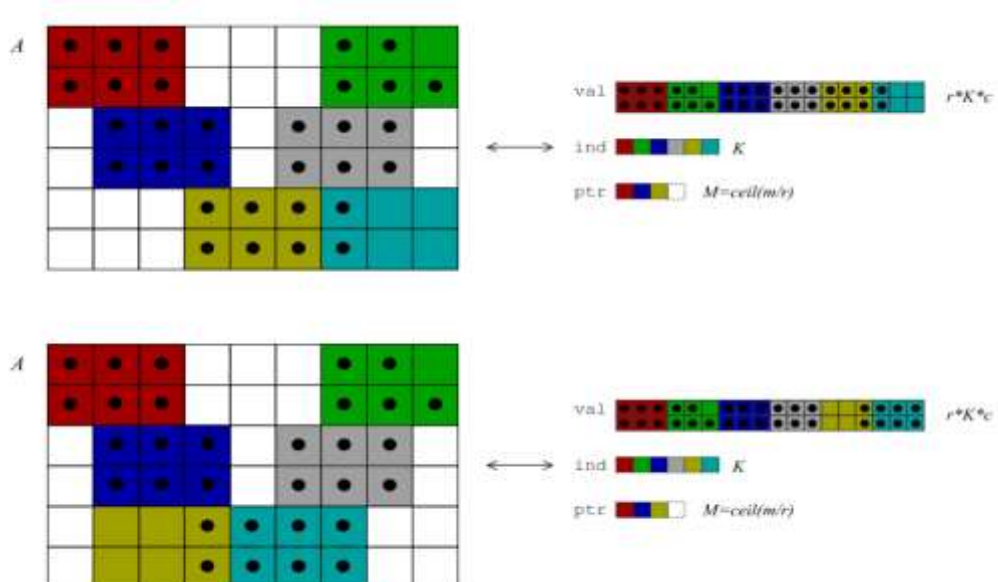 A
val r*K*c
ind K
ptr M=ceil(m/r)
A
val r*K*c
ind K
ptr M=ceil(m/r)